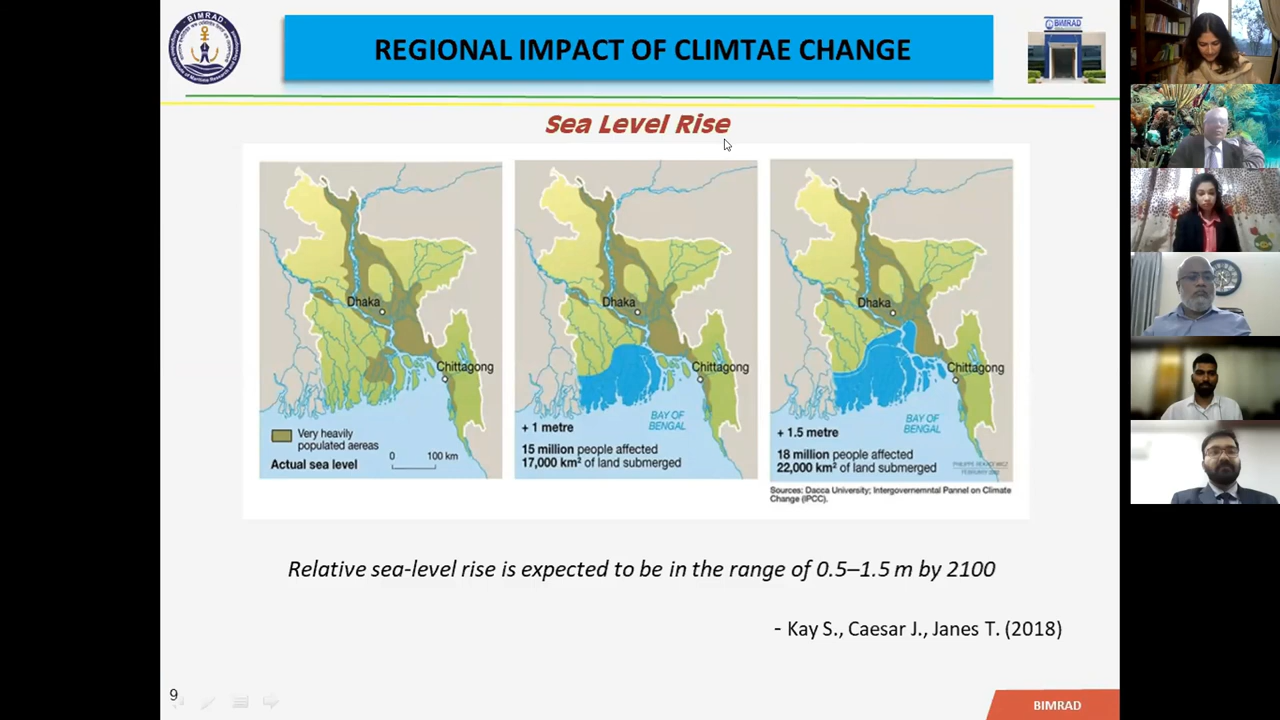 BIMRAD
REGIONAL IMPACT OF CLIMTAE CHANGE
BIMRAD
Sea Level Rise
Dhaka
Chittagong
Very heavily
populated aereas
Actual sea level
0 100 km
Dhaka
Chittagong
BAY OF
BENGAL
+ 1 metre
15 million people affected
17,000 km² of land submerged
Dhaka
Chittagong
BAY OF
BENGAL
+ 1.5 metre
18 million people affected
22,000 km² of land submerged
Sources: Dacca University; Intergovernemntal Pannel on Climate
Change (IPCC).
Relative sea-level rise is expected to be in the range of 0.5–1.5 m by 2100
- Kay S., Caesar J., Janes T. (2018)
9
BIMRAD